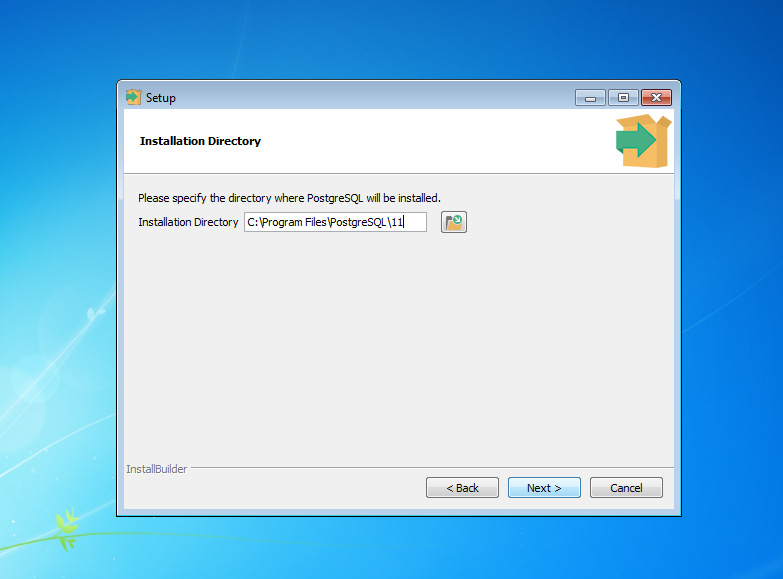 Setup
Installation Directory
Please specify the directory where PostgreSQL will be installed.
Installation Directory C:\Program Files\PostgreSQL\11
InstallBuilder
< Back Next > Cancel